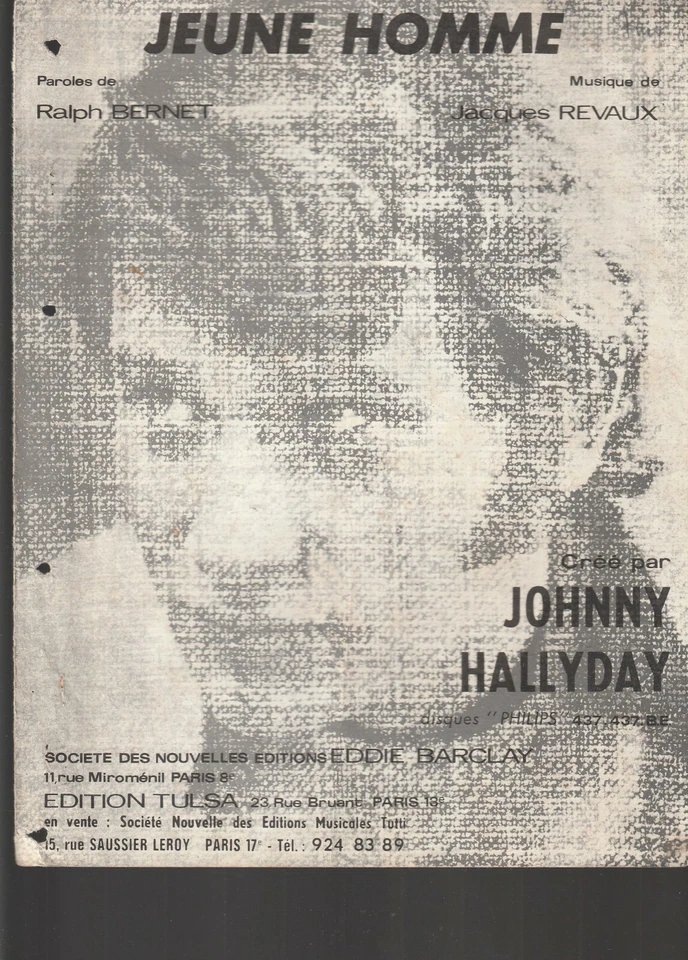 JEUNE HOMME
Paroles de
Ralph BERNET
Musique de
Jacques REVAUX
Créé par
JOHNNY
HALLYDAY
disques "PHILIPS 437.437 BE
SOCIETE DES NOUVELLES EDITIONS EDDIE BARCLAY
11,rue Miroménil PARIS 8e
EDITION TULSA 23 Rue Bruant PARIS 13e
en vente : Société Nouvelle des Editions Musicales Tutti
15, rue SAUSSIER LEROY PARIS 17e - Tél. : 924 83 89